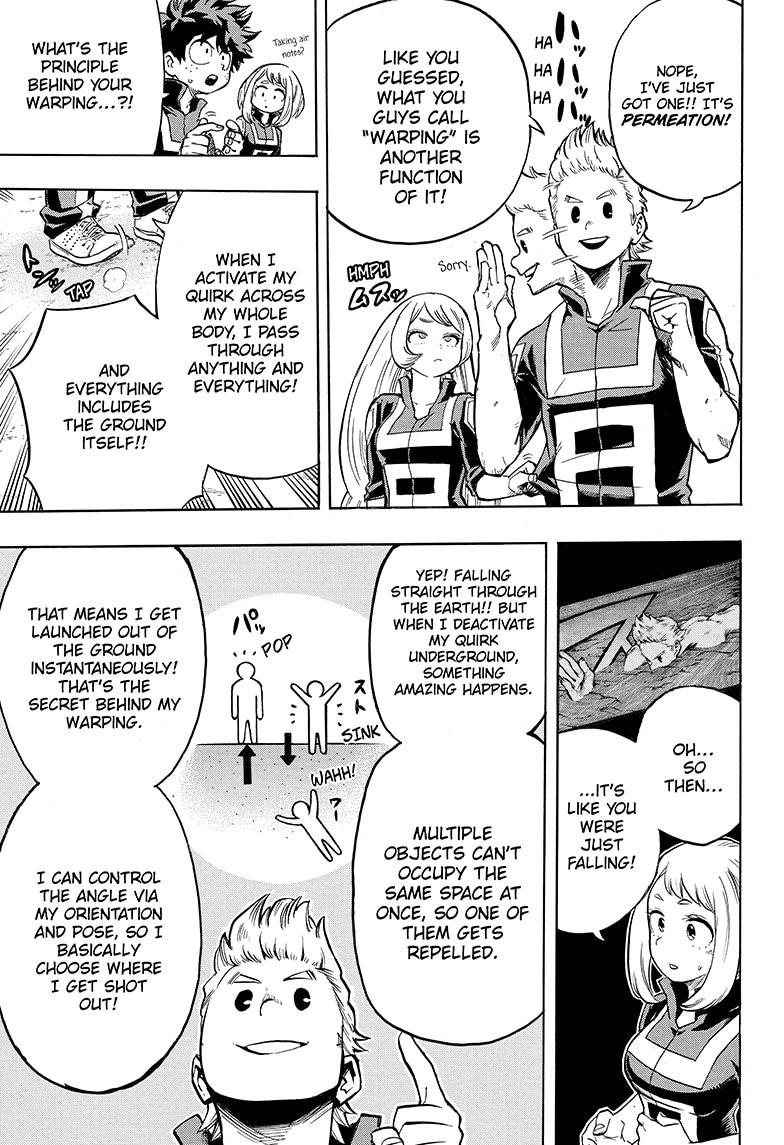 NOPE,
I'VE JUST
GOT ONE!! IT'S
PERMEATION!
ハハハ
HA
HA
HA
LIKE YOU
GUESSED,
WHAT YOU
GUYS CALL
"WARPING" IS
ANOTHER
FUNCTION
OF IT!
Sorry.
HMPH
ムスッ
Taking air
notes?
WHAT'S THE
PRINCIPLE
BEHIND YOUR
WARPING...?!
WHEN I
ACTIVATE MY
QUIRK ACROSS
MY WHOLE
BODY, I PASS
THROUGH
ANYTHING AND
EVERYTHING!
TAP
AND
EVERYTHING
INCLUDES
THE GROUND
ITSELF!!
OH...
SO
THEN...
...IT'S
LIKE YOU
WERE
JUST
FALLING!
YEP! FALLING
STRAIGHT THROUGH
THE EARTH!! BUT
WHEN I DEACTIVATE
MY QUIRK
UNDERGROUND,
SOMETHING
AMAZING HAPPENS.
MULTIPLE
OBJECTS CAN'T
OCCUPY THE
SAME SPACE AT
ONCE, SO ONE OF
THEM GETS
REPELLED.
スト
SINK
WAHH!
ワー
パッ
...POP
THAT MEANS I GET
LAUNCHED OUT OF
THE GROUND
INSTANTANEOUSLY!
THAT'S THE
SECRET BEHIND MY
WARPING.
I CAN CONTROL
THE ANGLE VIA
MY ORIENTATION
AND POSE, SO I
BASICALLY
CHOOSE WHERE
I GET SHOT
OUT!